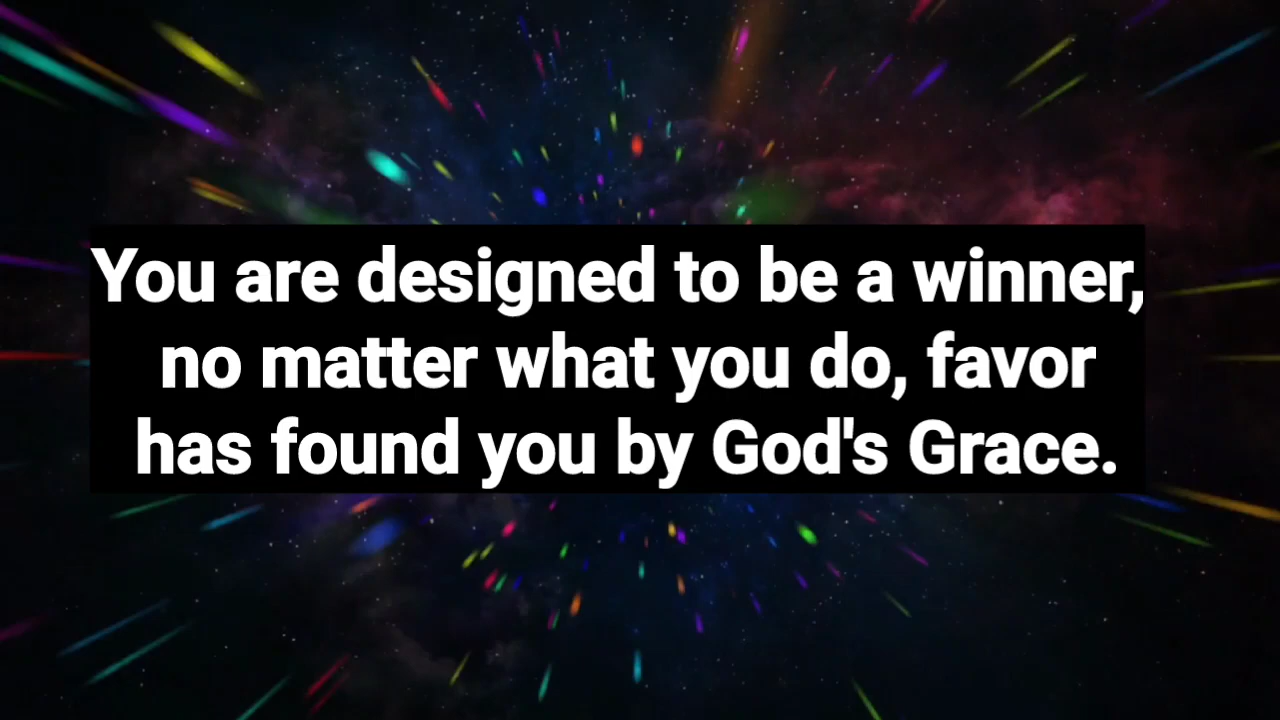 You are designed to be a winner,
no matter what you do, favor
has found you by God's Grace.